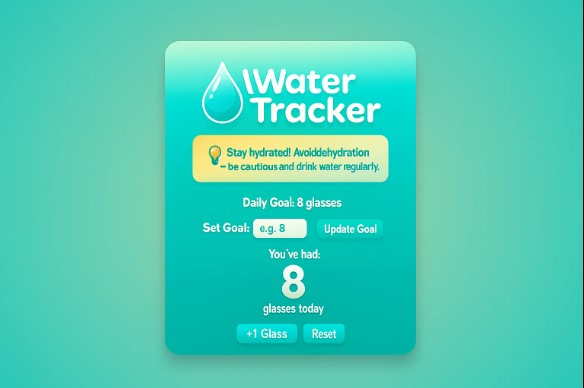 Water
Tracker
Stay hydrated! Avoiddehydration
– be cautious and drink water regularly.
Daily Goal: 8 glasses
Set Goal: e.g. 8 Update Goal
You've had:
8
glasses today
+1 Glass Reset